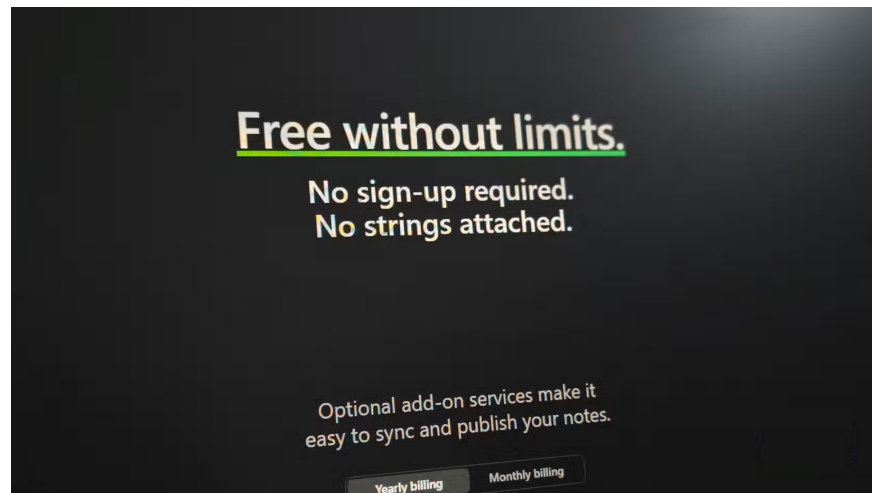 Free without limits.
No sign-up required.
No strings attached.
Optional add-on services make it
easy to sync and publish your notes.
Yearly billing
Monthly billing